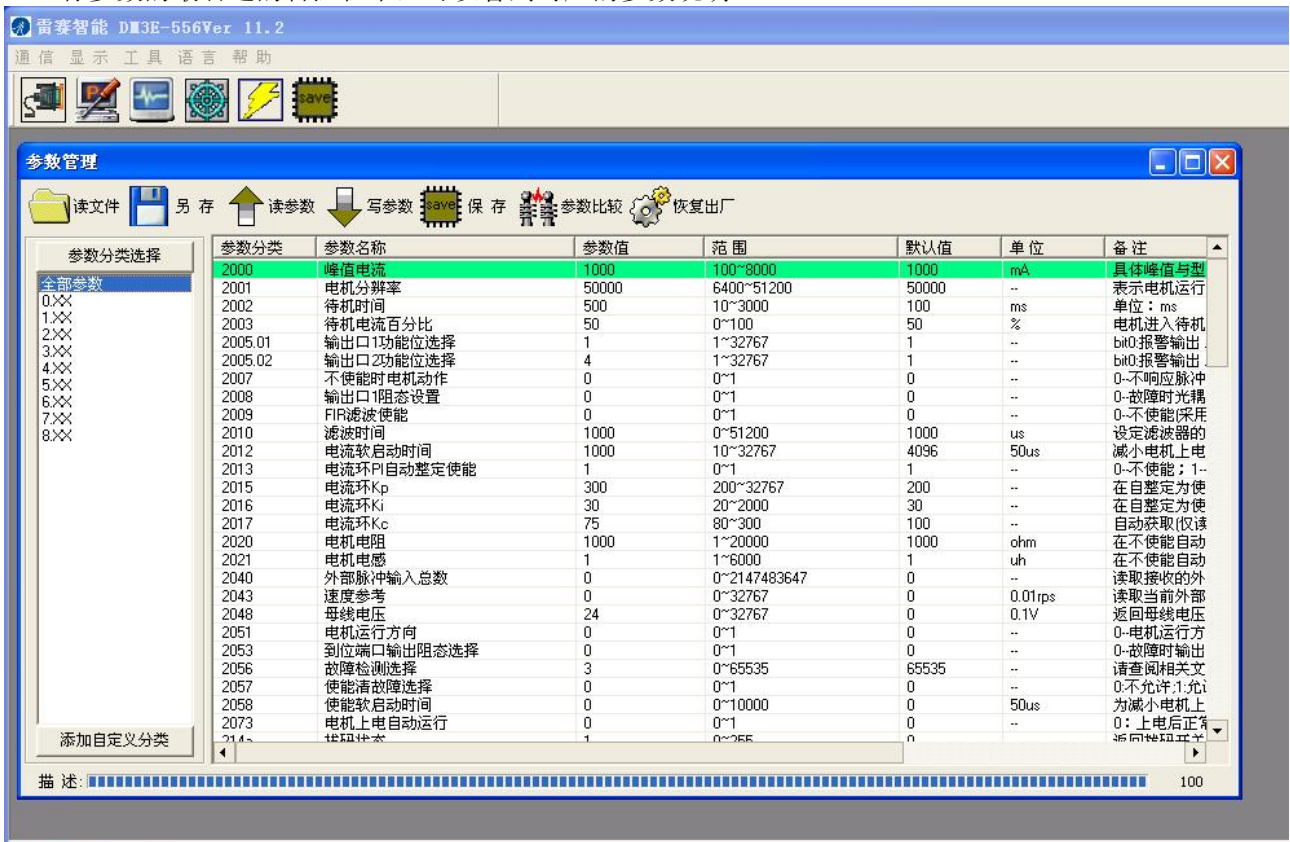 雷赛智能 DM3E-556Ver 11.2
通信 显示 工具 语言 帮助
save
参数管理
读文件 另 存 读参数 写参数 save 保 存 参数比较 恢复出厂
参数分类选择
全部参数
0.XX
1.XX
2.XX
3.XX
4.XX
5.XX
6.XX
7.XX
8.XX
添加自定义分类
参数分类 参数名称 参数值 范 围 默认值 单 位 备 注
2000 峰值电流 1000 100~8000 1000 mA 具体峰值与型
2001 电机分辨率 50000 6400~51200 50000 -- 表示电机运行
2002 待机时间 500 10~3000 100 ms 单位：ms
2003 待机电流百分比 50 0~100 50 % 电机进入待机
2005.01 输出口1功能位选择 1 1~32767 1 -- bit0:报警输出
2005.02 输出口2功能位选择 4 1~32767 1 -- bit0:报警输出
2007 不使能时电机动作 0 0~1 0 -- 0--不响应脉冲
2008 输出口1阻态设置 0 0~1 0 -- 0--故障时光耦
2009 FIR滤波使能 0 0~1 0 -- 0--不使能(采用
2010 滤波时间 1000 0~51200 1000 us 设定滤波器的
2012 电流软启动时间 1000 10~32767 4096 50us 减小电机上电
2013 电流环PI自动整定使能 1 0~1 1 -- 0--不使能；1--
2015 电流环Kp 300 200~32767 200 -- 在自整定为使
2016 电流环Ki 30 20~2000 30 -- 在自整定为使
2017 电流环Kc 75 80~300 100 -- 自动获取(仅读
2020 电机电阻 1000 1~20000 1000 ohm 在不使能自动
2021 电机电感 1 1~6000 1 uh 在不使能自动
2040 外部脉冲输入总数 0 0~2147483647 0 -- 读取接收的外
2043 速度参考 0 0~32767 0 0.01rps 读取当前外部
2048 母线电压 24 0~32767 0 0.1V 返回母线电压
2051 电机运行方向 0 0~1 0 -- 0--电机运行方
2053 到位端口输出阻态选择 0 0~1 0 -- 0--故障时输出
2056 故障检测选择 3 0~65535 65535 -- 请查阅相关文
2057 使能清故障选择 0 0~1 0 -- 0:不允许;1:允
2058 使能软启动时间 0 0~10000 0 50us 为减小电机上
2073 电机上电自动运行 0 0~1 0 -- 0：上电后正常
拨码状态 1 0~255 0 返回拨码开关
描 述: 100